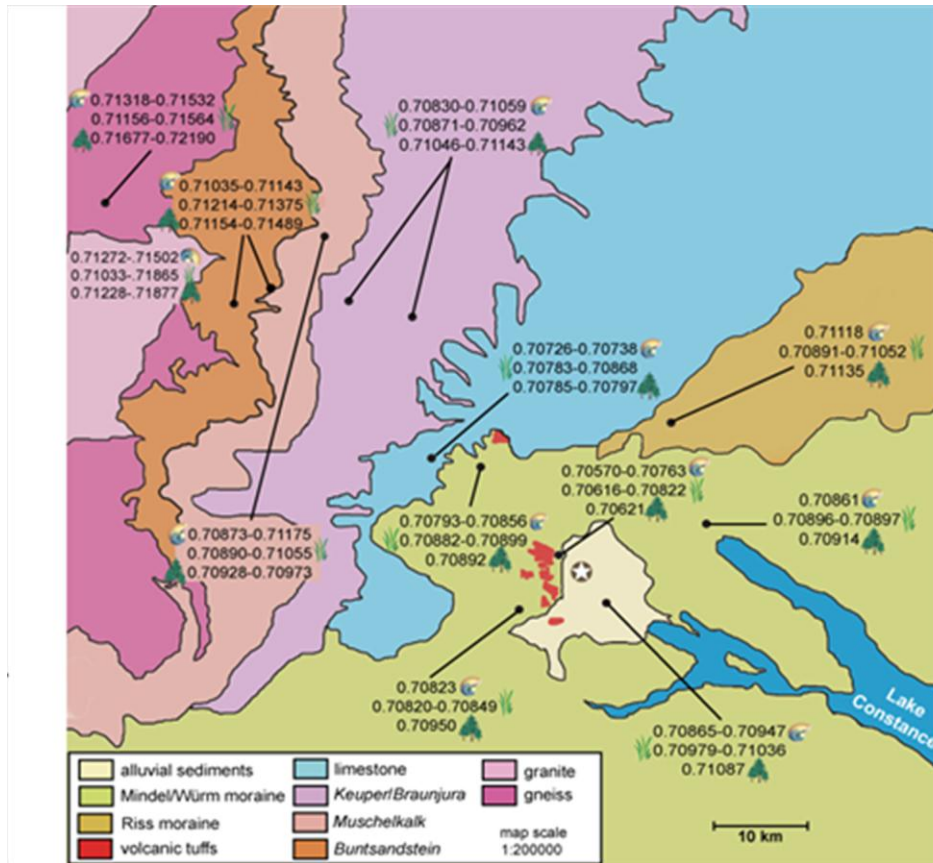 0.71318-0.71532
0.71156-0.71564
0.71677-0.72190
0.70830-0.71059
0.70871-0.70962
0.71046-0.71143
0.71035-0.71143
0.71214-0.71375
0.71154-0.71489
0.71272-.71502
0.71033-.71865
0.71228-.71877
0.70726-0.70738
0.70783-0.70868
0.70785-0.70797
0.71118
0.70891-0.71052
0.71135
0.70570-0.70763
0.70616-0.70822
0.70621
0.70861
0.70896-0.70897
0.70914
0.70793-0.70856
0.70882-0.70899
0.70892
0.70873-0.71175
0.70890-0.71055
0.70928-0.70973
0.70823
0.70820-0.70849
0.70950
0.70865-0.70947
0.70979-0.71036
0.71087
Lake
Constance
alluvial sediments
Mindel/Würm moraine
Riss moraine
volcanic tuffs
limestone
Keuper/Braunjura
Muschelkalk
Buntsandstein
granite
gneiss
map scale
1:200000
10 km